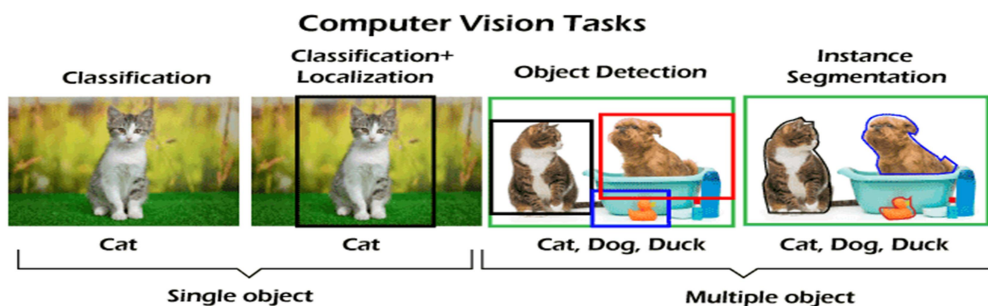 Computer Vision Tasks
Classification
Classification+
Localization
Object Detection
Instance
Segmentation
Cat
Cat
Cat, Dog, Duck
Cat, Dog, Duck
Single object
Multiple object